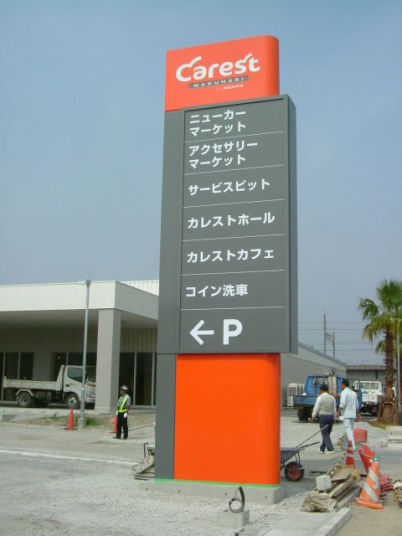 Carest
MAKUHARI
by NISSAN
ニューカー
マーケット
アクセサリー
マーケット
サービスピット
カレストホール
カレストカフェ
コイン洗車
← P